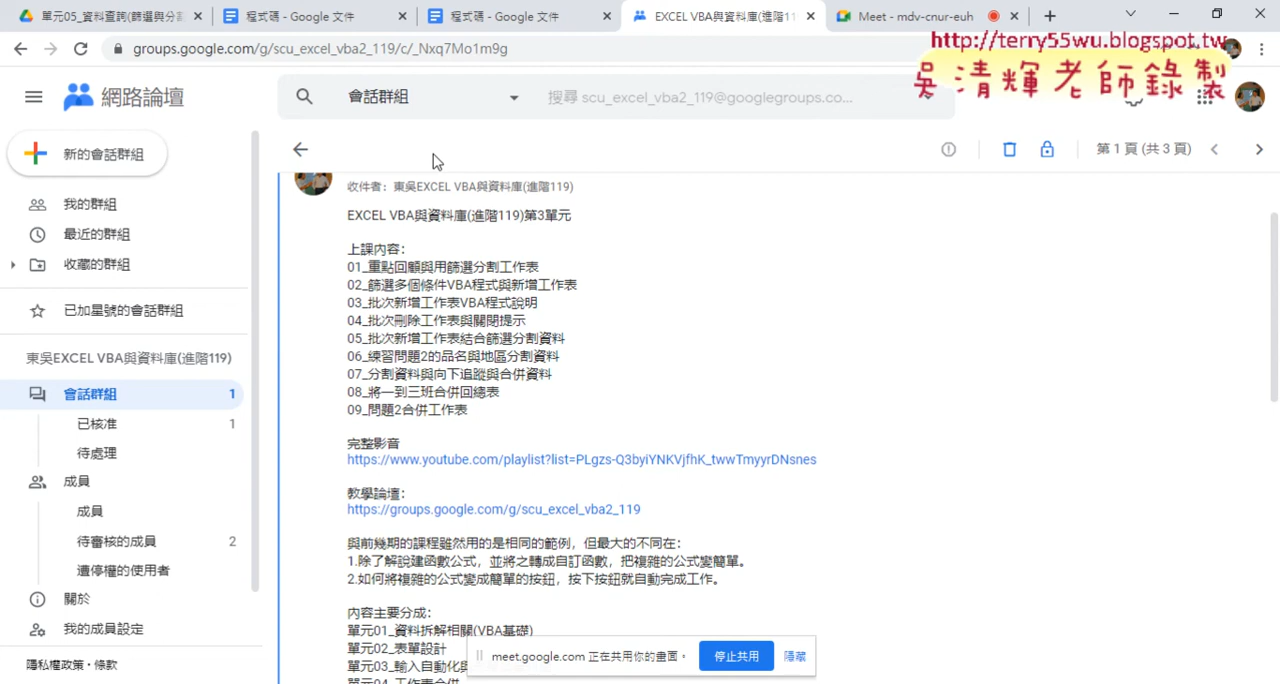 單元05_資料查詢(篩選與分割
程式碼 - Google 文件
程式碼 - Google 文件
EXCEL VBA與資料庫(進階11
Meet - mdv-cnur-euh
groups.google.com/g/scu_excel_vba2_119/c/_Nxq7Mo1m9g
http://terry55wu.blogspot.tw
吳清輝老師錄製
網路論壇
會話群組
搜尋 scu_excel_vba2_119@googlegroups.co...
新的會話群組
第 1 頁 (共 3 頁)
我的群組
最近的群組
收藏的群組
已加星號的會話群組
東吳EXCEL VBA與資料庫(進階119)
會話群組 1
已核准 1
待處理
成員
成員
待審核的成員 2
遭停權的使用者
關於
我的成員設定
隱私權政策・條款
收件者： 東吳EXCEL VBA與資料庫(進階119)
EXCEL VBA與資料庫(進階119)第3單元
上課內容：
01_重點回顧與用篩選分割工作表
02_篩選多個條件VBA程式與新增工作表
03_批次新增工作表VBA程式說明
04_批次刪除工作表與關閉提示
05_批次新增工作表結合篩選分割資料
06_練習問題2的品名與地區分割資料
07_分割資料與向下追蹤與合併資料
08_將一到三班合併回總表
09_問題2合併工作表
完整影音
https://www.youtube.com/playlist?list=PLgzs-Q3byiYNKVjfhK_twwTmyyrDNsnes
教學論壇：
https://groups.google.com/g/scu_excel_vba2_119
與前幾期的課程雖然用的是相同的範例，但最大的不同在：
1.除了解說建函數公式，並將之轉成自訂函數，把複雜的公式變簡單。
2.如何將複雜的公式變成簡單的按鈕，按下按鈕就自動完成工作。
內容主要分成：
單元01_資料拆解相關(VBA基礎)
單元02_表單設計
單元03_輸入自動化與
單元04_工作表合併
meet.google.com 正在共用你的畫面。
停止共用
隱藏